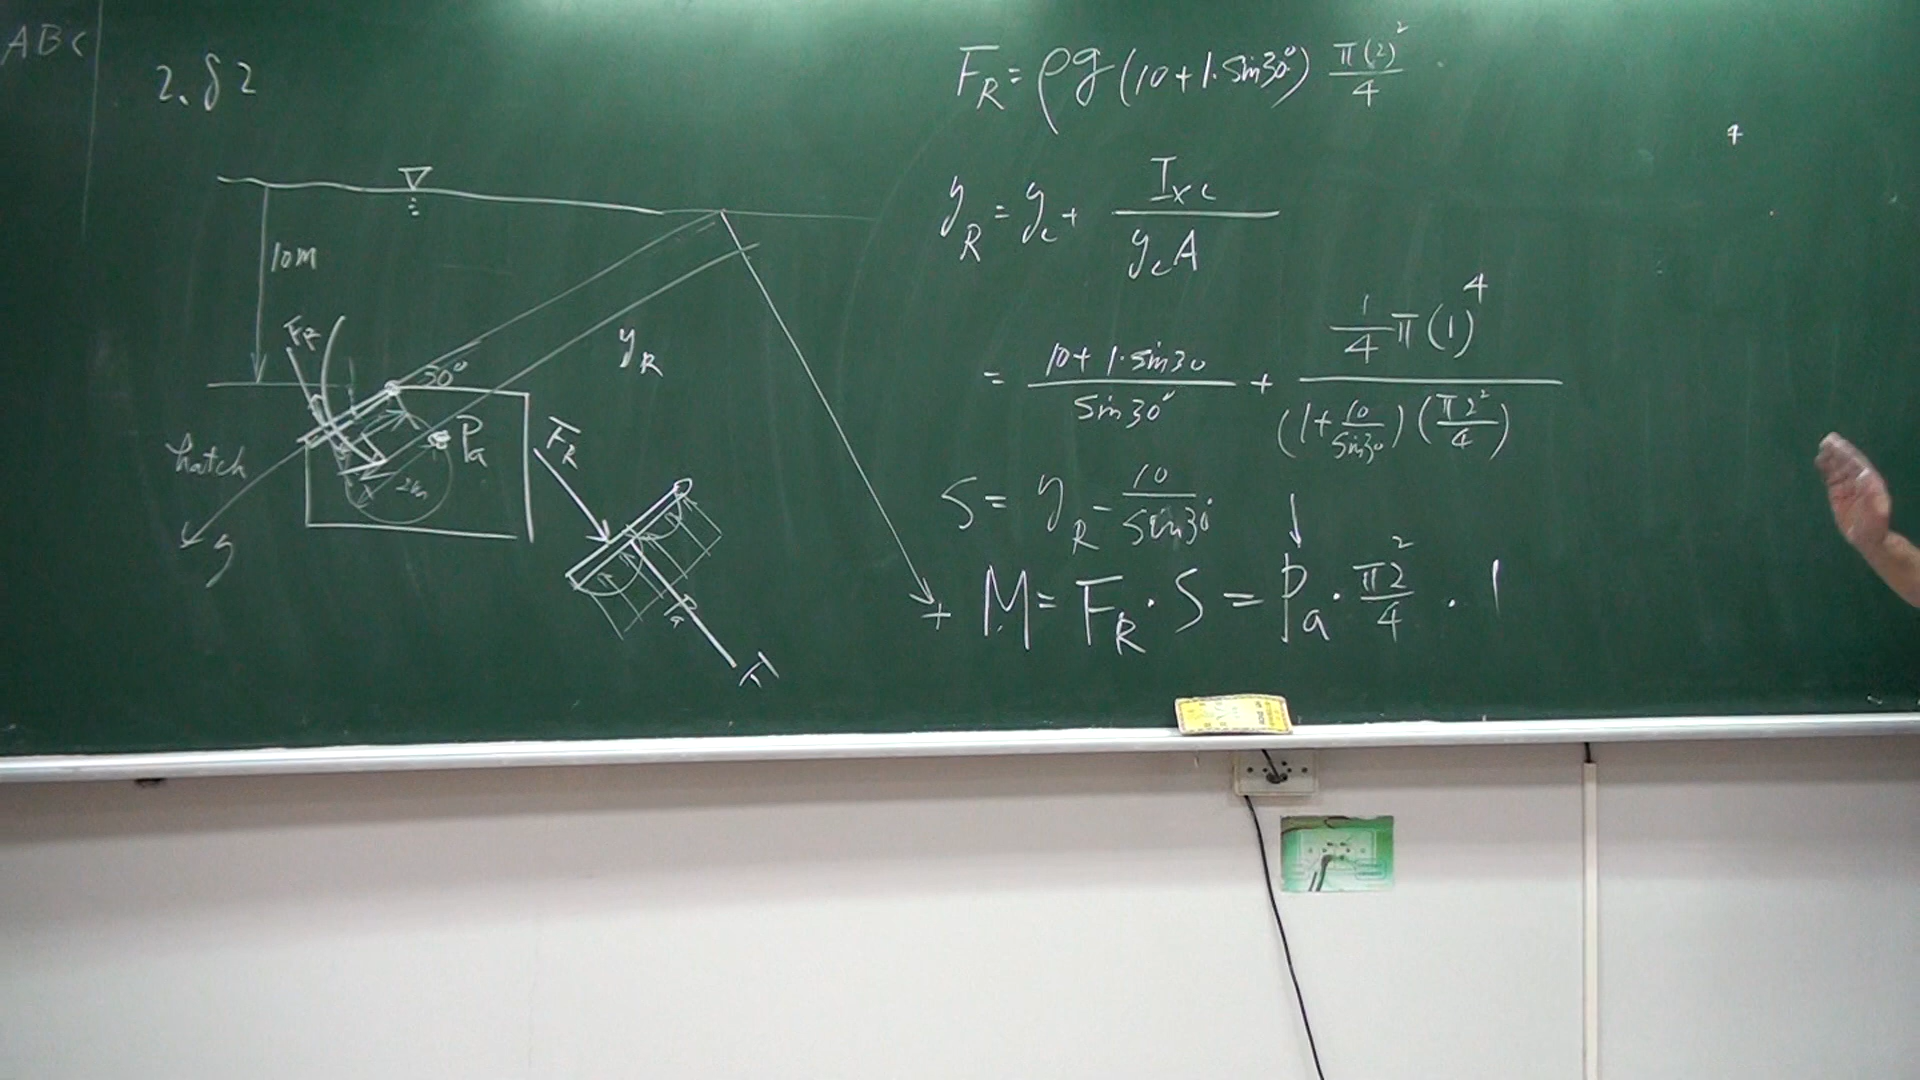 ABC
2.82
10m
F_R
30°
hatch
P_a
2m
y_R
F_R
F
F_R = ρg (10 + 1·sin30°) π(2)²/4
y_R = y_c + I_xc / (y_c A)
= (10 + 1·sin30) / sin30° + (1/4 π(1)⁴) / ((1 + 10/sin30)(π2²/4))
S = y_R - 10/sin30°
+ M = F_R · S = P_a · π2²/4 · 1